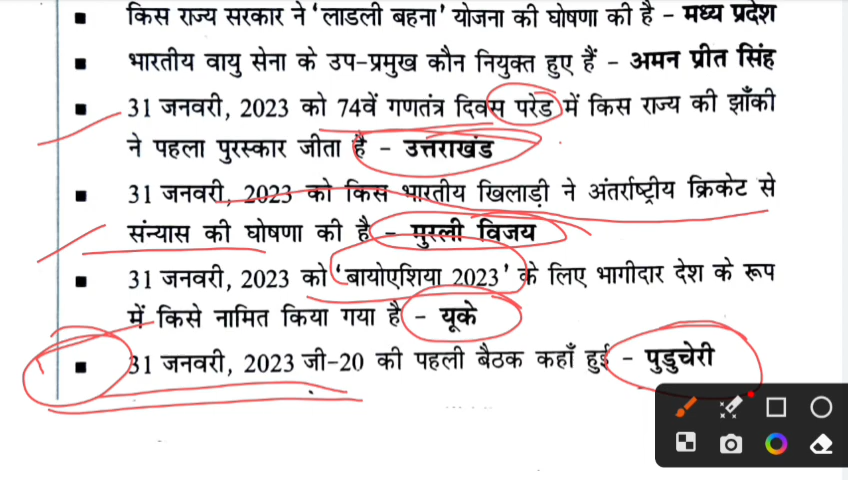 ■ किस राज्य सरकार ने 'लाडली बहना' योजना की घोषणा की है - मध्य प्रदेश
■ भारतीय वायु सेना के उप-प्रमुख कौन नियुक्त हुए हैं - अमन प्रीत सिंह
■ 31 जनवरी, 2023 को 74वें गणतंत्र दिवस परेड में किस राज्य की झाँकी
ने पहला पुरस्कार जीता है - उत्तराखंड
■ 31 जनवरी, 2023 को किस भारतीय खिलाड़ी ने अंतर्राष्ट्रीय क्रिकेट से
संन्यास की घोषणा की है - मुरली विजय
■ 31 जनवरी, 2023 को 'बायोएशिया 2023' के लिए भागीदार देश के रूप
में किसे नामित किया गया है - यूके
■ 31 जनवरी, 2023 जी-20 की पहली बैठक कहाँ हुई - पुडुचेरी